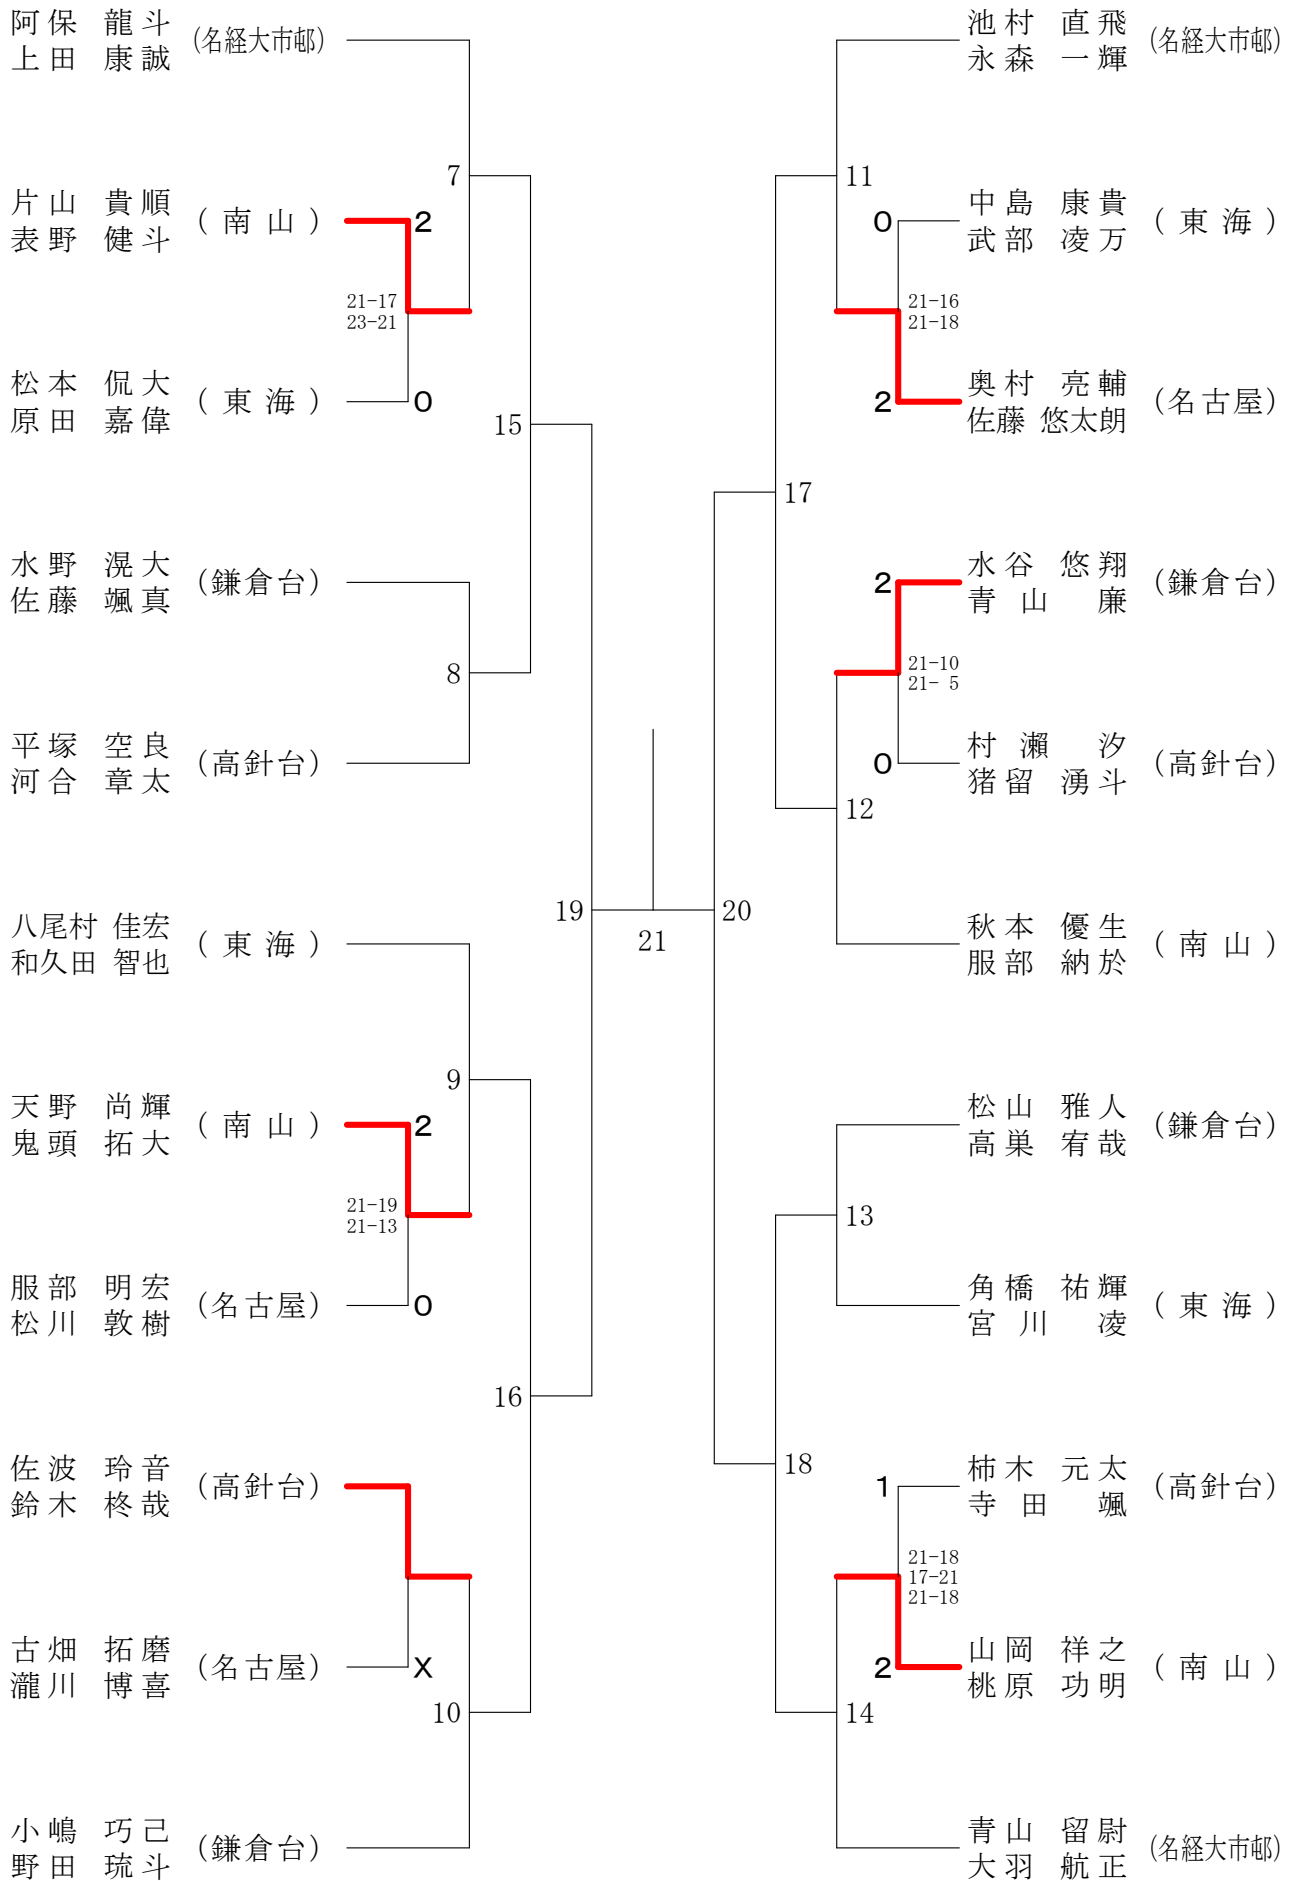 阿保 龍斗
上田 康誠
(名経大市邨)
7
片山 貴順
表野 健斗
(南山)
2
21-17
23-21
松本 侃大
原田 嘉偉
(東海)
0
15
水野 滉大
佐藤 颯真
(鎌倉台)
8
平塚 空良
河合 章太
(高針台)
八尾村 佳宏
和久田 智也
(東海)
19
9
天野 尚輝
鬼頭 拓大
(南山)
2
21-19
21-13
服部 明宏
松川 敦樹
(名古屋)
0
16
佐波 玲音
鈴木 柊哉
(高針台)
古畑 拓磨
瀧川 博喜
(名古屋)
X
10
小嶋 巧己
野田 琉斗
(鎌倉台)
21
池村 直飛
永森 一輝
(名経大市邨)
11
中島 康貴
武部 凌万
(東海)
0
21-16
21-18
奥村 亮輔
佐藤 悠太朗
(名古屋)
2
17
水谷 悠翔
青山 廉
(鎌倉台)
2
21-10
21- 5
村瀬 汐
猪留 湧斗
(高針台)
0
12
20
秋本 優生
服部 納於
(南山)
松山 雅人
高巣 宥哉
(鎌倉台)
13
角橋 祐輝
宮川 凌
(東海)
18
柿木 元太
寺田 颯
(高針台)
1
21-18
17-21
21-18
山岡 祥之
桃原 功明
(南山)
2
14
青山 留尉
大羽 航正
(名経大市邨)